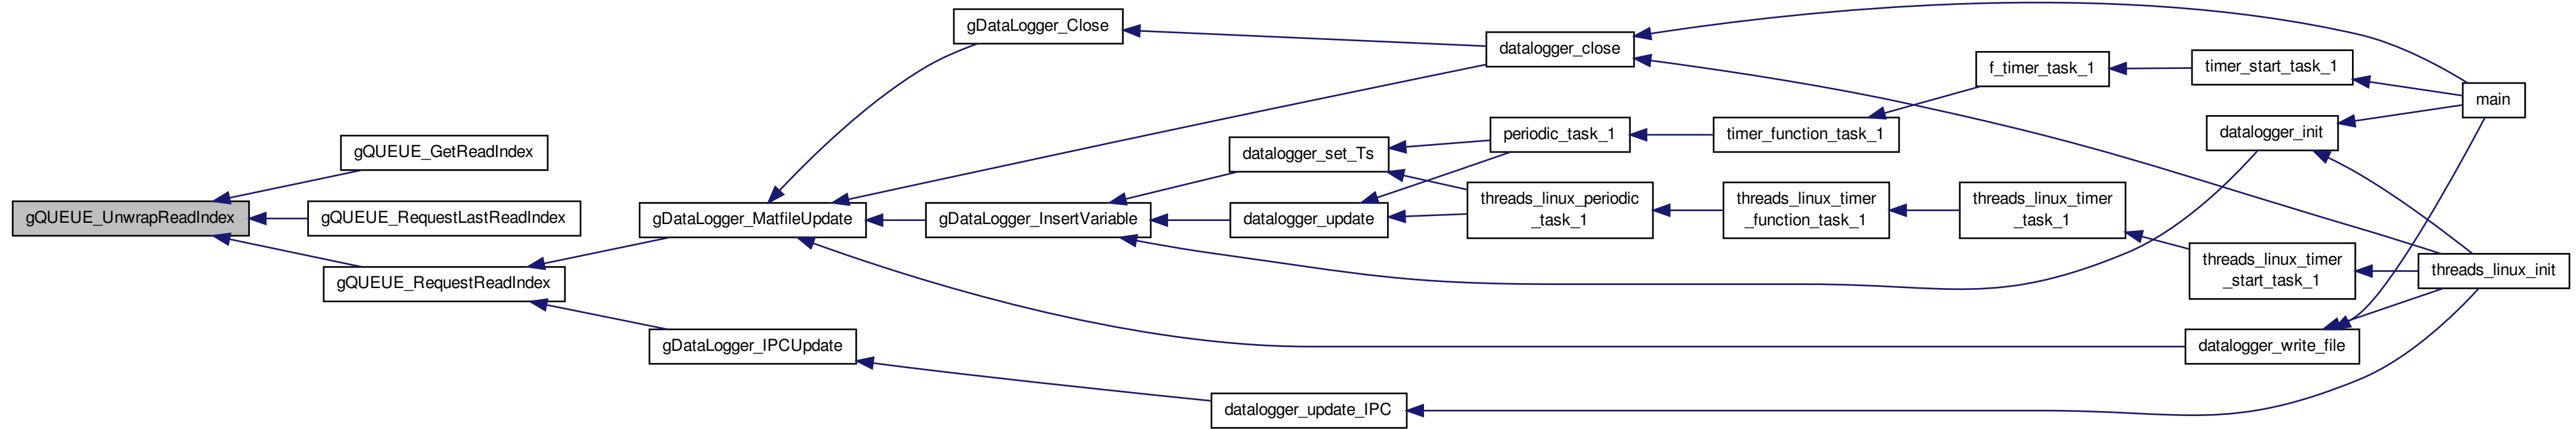 gDataLogger_Close
datalogger_close
f_timer_task_1
timer_start_task_1
main
gQUEUE_GetReadIndex
datalogger_set_Ts
periodic_task_1
timer_function_task_1
datalogger_init
gQUEUE_UnwrapReadIndex
gQUEUE_RequestLastReadIndex
gDataLogger_MatfileUpdate
gDataLogger_InsertVariable
datalogger_update
threads_linux_periodic
_task_1
threads_linux_timer
_function_task_1
threads_linux_timer
_task_1
gQUEUE_RequestReadIndex
threads_linux_timer
_start_task_1
threads_linux_init
gDataLogger_IPCUpdate
datalogger_write_file
datalogger_update_IPC